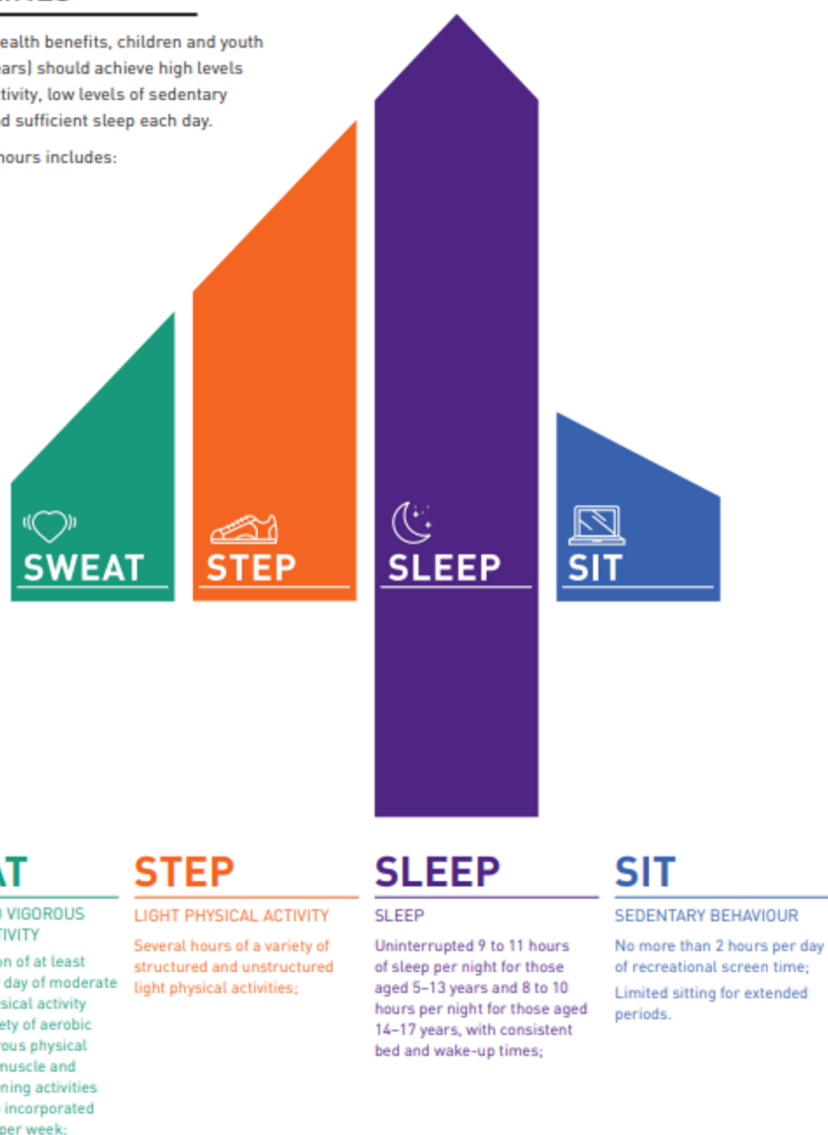 ealth benefits, children and youth
ars) should achieve high levels
tivity, low levels of sedentary
d sufficient sleep each day.
hours includes:
SWEAT
STEP
SLEEP
SIT
AT
VIGOROUS
TIVITY
on of at least
day of moderate
sical activity
ety of aerobic
ous physical
muscle and
ning activities
incorporated
per week;
STEP
LIGHT PHYSICAL ACTIVITY
Several hours of a variety of
structured and unstructured
light physical activities;
SLEEP
SLEEP
Uninterrupted 9 to 11 hours
of sleep per night for those
aged 5–13 years and 8 to 10
hours per night for those aged
14–17 years, with consistent
bed and wake-up times;
SIT
SEDENTARY BEHAVIOUR
No more than 2 hours per day
of recreational screen time;
Limited sitting for extended
periods.